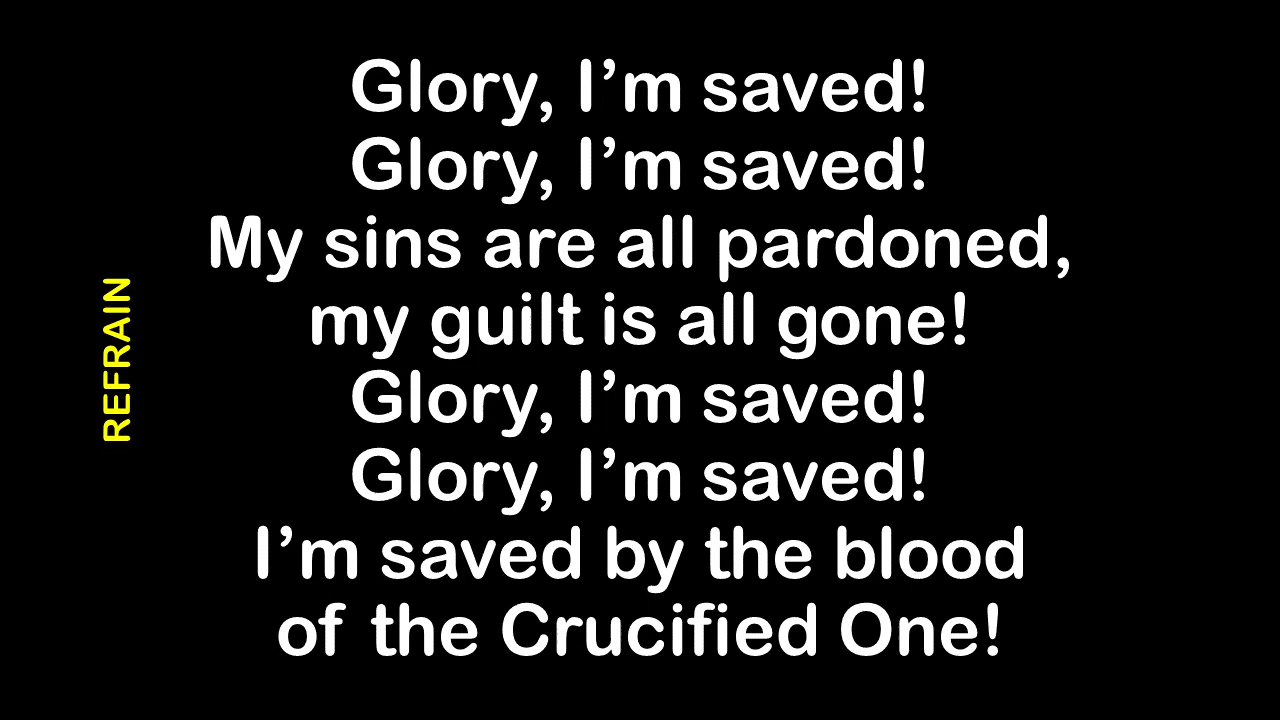 Glory, I’m saved!
Glory, I’m saved!
My sins are all pardoned,
my guilt is all gone!
Glory, I’m saved!
Glory, I’m saved!
I’m saved by the blood
of the Crucified One!
REFRAIN